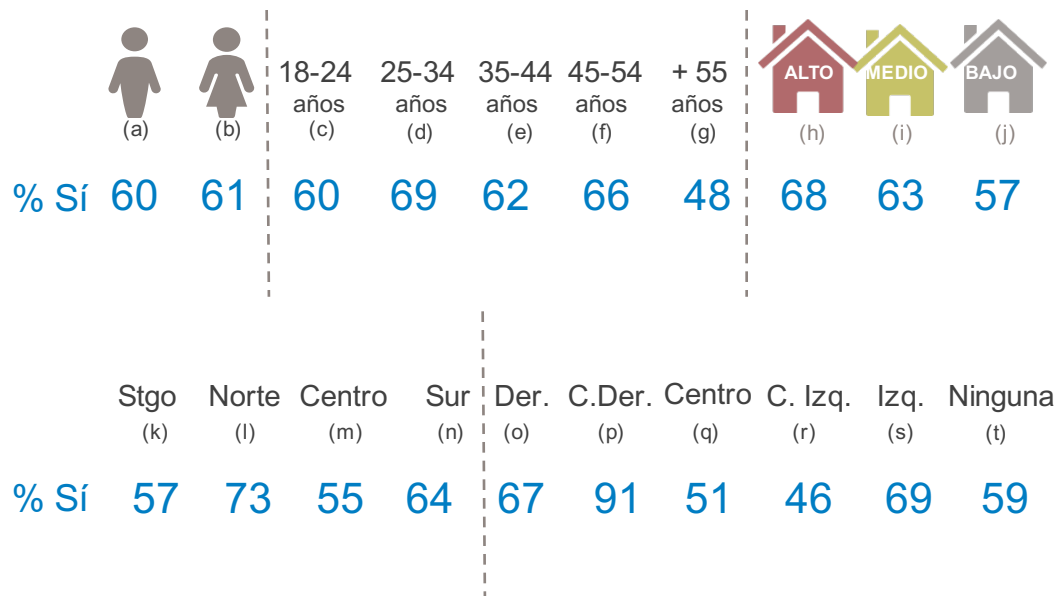 18-24 25-34 35-44 45-54 + 55 ALTO MEDIO BAJO
años años años años años
(a) (b) (c) (d) (e) (f) (g) (h) (i) (j)
% Sí 60 61 60 69 62 66 48 68 63 57
Stgo Norte Centro Sur Der. C.Der. Centro C. Izq. Izq. Ninguna
(k) (l) (m) (n) (o) (p) (q) (r) (s) (t)
% Sí 57 73 55 64 67 91 51 46 69 59